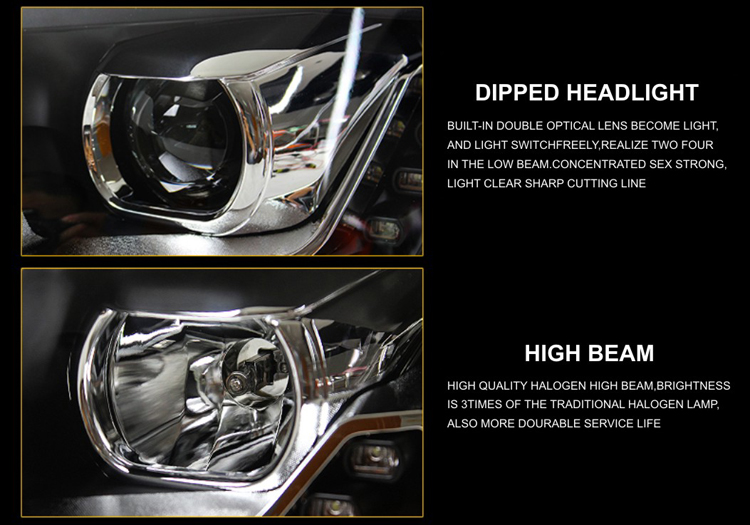 DIPPED HEADLIGHT
BUILT-IN DOUBLE OPTICAL LENS BECOME LIGHT,
AND LIGHT SWITCHFREELY,REALIZE TWO FOUR
IN THE LOW BEAM.CONCENTRATED SEX STRONG,
LIGHT CLEAR SHARP CUTTING LINE
HIGH BEAM
HIGH QUALITY HALOGEN HIGH BEAM,BRIGHTNESS
IS 3TIMES OF THE TRADITIONAL HALOGEN LAMP,
ALSO MORE DOURABLE SERVICE LIFE